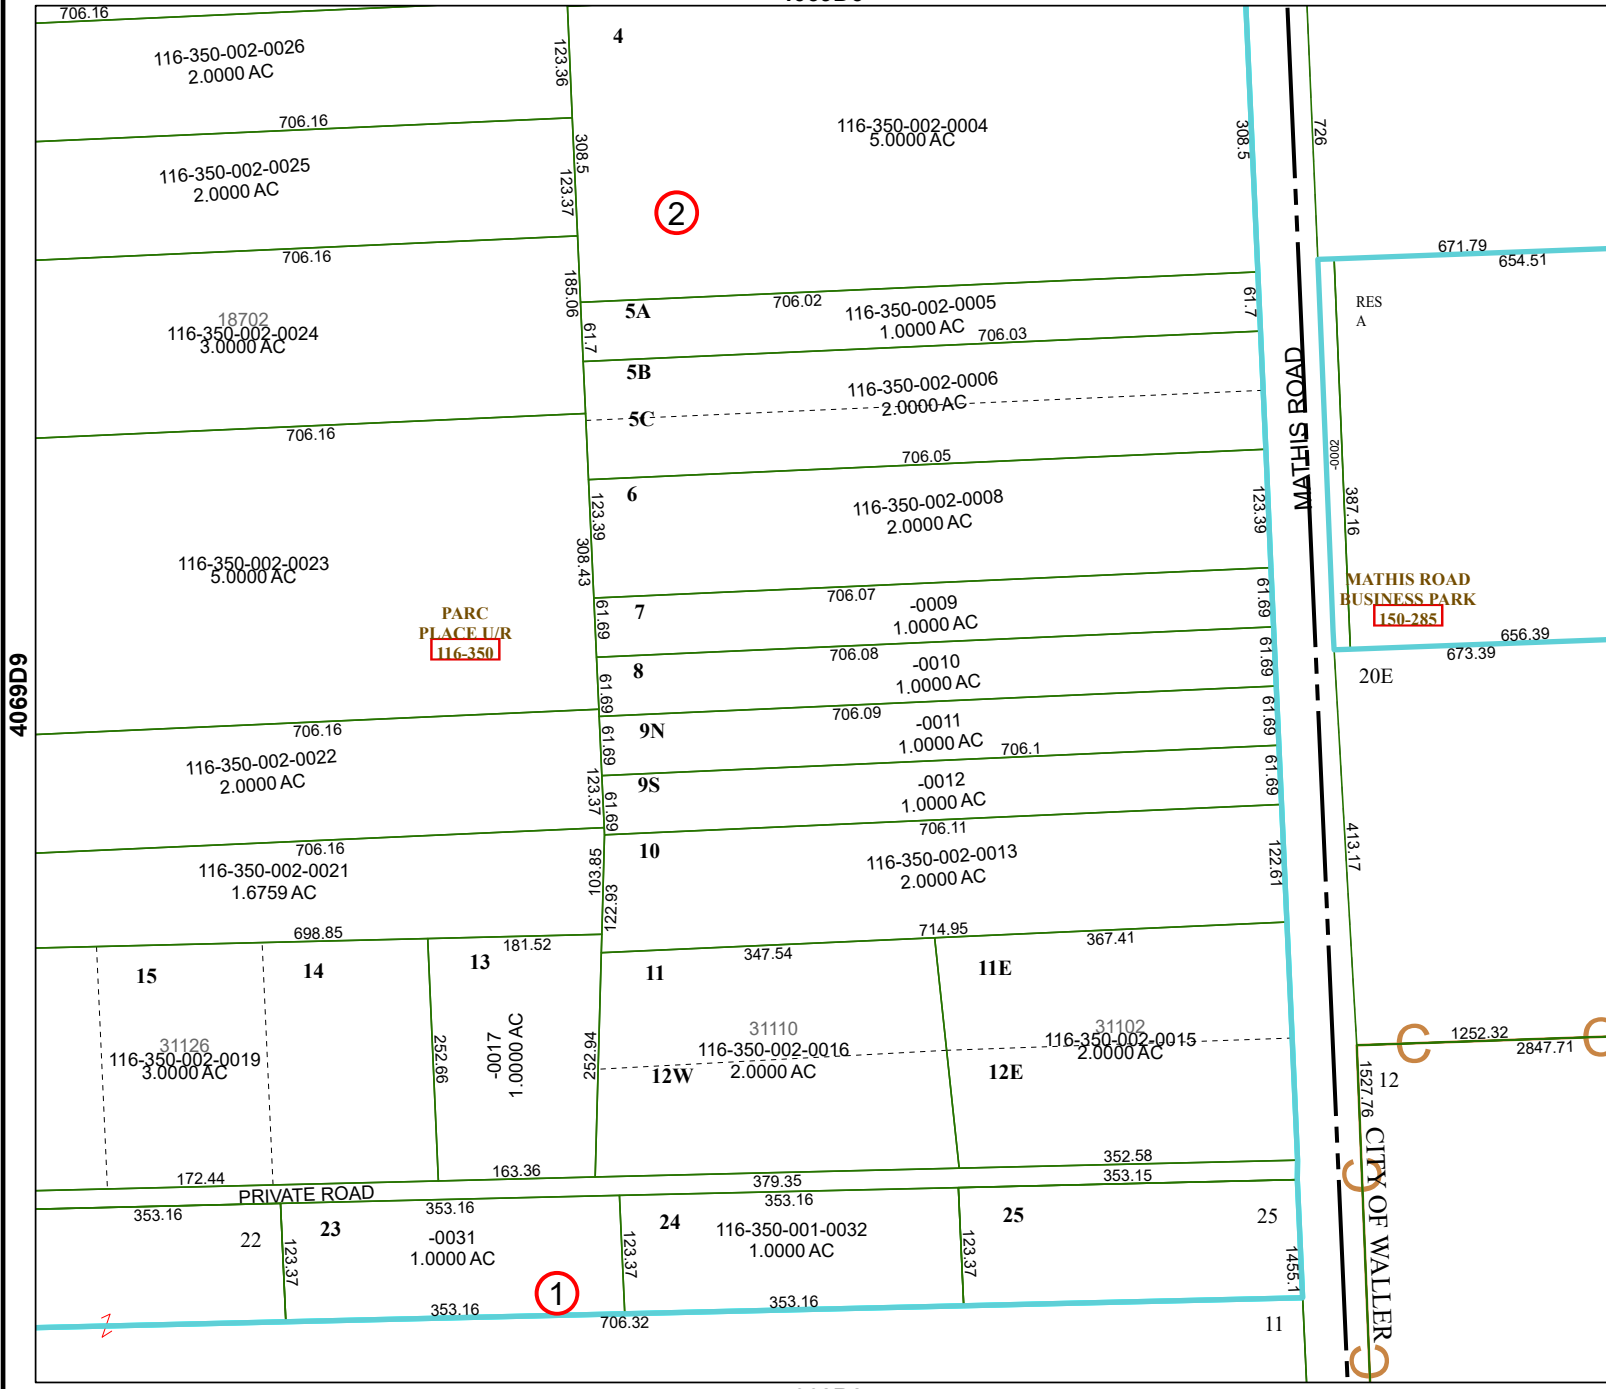 706.16
116-350-002-0026
2.0000 AC
123.36
4
706.16
116-350-002-0004
5.0000 AC
308.5
308.5
726
116-350-002-0025
2.0000 AC
123.37
2
706.16
671.79
654.51
18702
116-350-002-0024
3.0000 AC
185.06
706.02
5A
116-350-002-0005
1.0000 AC
61.7
61.7
RES
A
706.03
5B
116-350-002-0006
2.0000 AC
5C
MATHIS ROAD
706.16
-0002
706.05
6
116-350-002-0008
2.0000 AC
123.39
123.39
387.16
308.43
116-350-002-0023
5.0000 AC
PARC
PLACE U/R
116-350
MATHIS ROAD
BUSINESS PARK
150-285
706.07
7
-0009
1.0000 AC
61.69
61.69
656.39
673.39
706.08
8
-0010
1.0000 AC
61.69
61.69
20E
4069D9
706.09
9N
-0011
1.0000 AC
61.69
61.69
706.16
116-350-002-0022
2.0000 AC
123.37
706.1
9S
-0012
1.0000 AC
61.69
61.69
706.11
706.16
10
116-350-002-0013
2.0000 AC
122.61
413.17
116-350-002-0021
1.6759 AC
103.85
122.93
698.85
181.52
714.95
347.54
367.41
15
14
13
11
11E
31126
116-350-002-0019
3.0000 AC
252.66
-0017
1.0000 AC
252.94
31110
116-350-002-0016
2.0000 AC
12W
31102
116-350-002-0015
2.0000 AC
12E
C
1252.32
C
2847.71
12
1527.76
172.44
163.36
379.35
352.58
353.15
PRIVATE ROAD
C
CITY OF WALLER
353.16
353.16
353.16
22
23
-0031
1.0000 AC
24
116-350-001-0032
1.0000 AC
25
25
123.37
123.37
123.37
1455.1
1
353.16
353.16
706.32
11
C